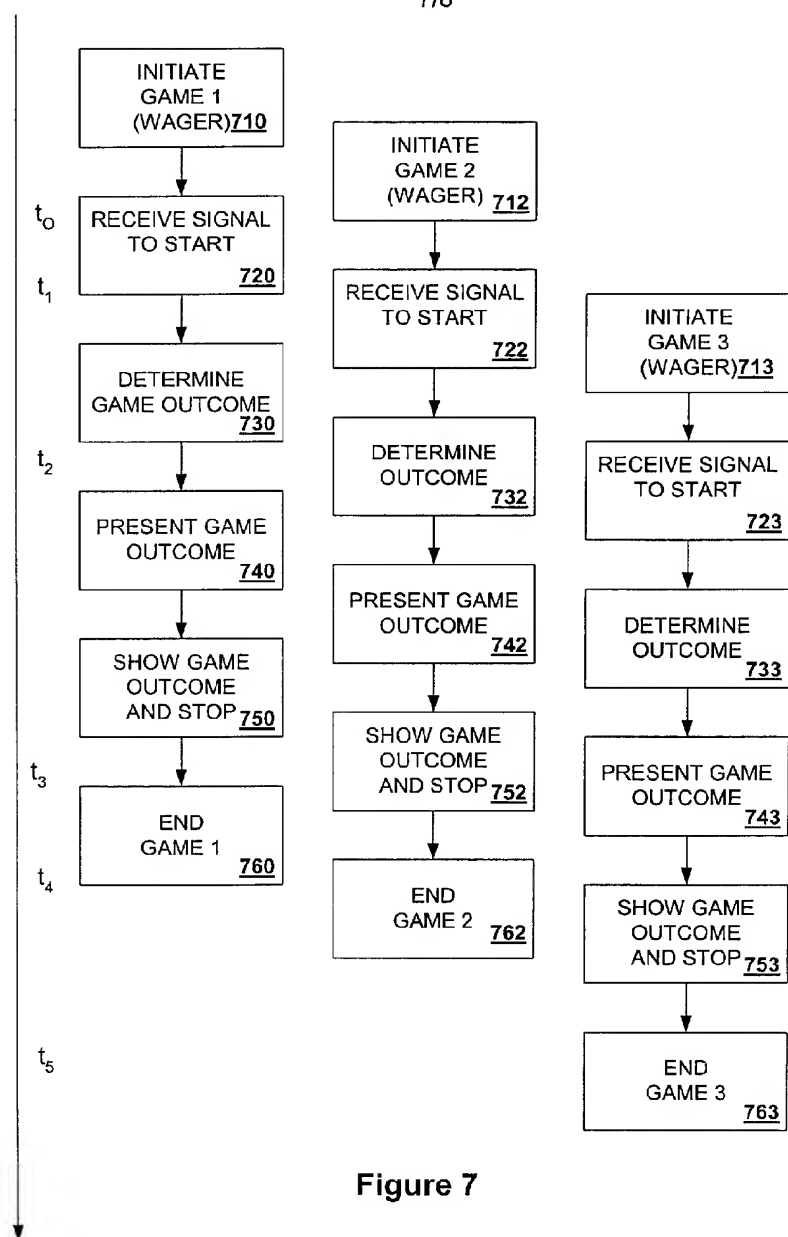 7/8
INITIATE
GAME 1
(WAGER)710
RECEIVE SIGNAL
TO START
720
DETERMINE
GAME OUTCOME
730
PRESENT GAME
OUTCOME
740
SHOW GAME
OUTCOME
AND STOP 750
END
GAME 1 760
INITIATE
GAME 2
(WAGER) 712
RECEIVE SIGNAL
TO START
722
DETERMINE
OUTCOME
732
PRESENT GAME
OUTCOME 742
SHOW GAME
OUTCOME
AND STOP 752
END
GAME 2 762
INITIATE
GAME 3
(WAGER)713
RECEIVE SIGNAL
TO START
723
DETERMINE
OUTCOME
733
PRESENT GAME
OUTCOME
743
SHOW GAME
OUTCOME
AND STOP 753
END
GAME 3 763
t0
t1
t2
t3
t4
t5
Figure 7